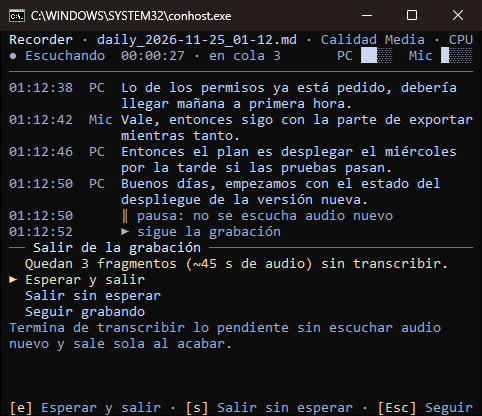 C:\WINDOWS\SYSTEM32\conhost.exe
Recorder · daily_2026-11-25_01-12.md · Calidad Media · CPU
● Escuchando 00:00:27 · en cola 3 PC Mic
01:12:38 PC Lo de los permisos ya está pedido, debería
llegar mañana a primera hora.
01:12:42 Mic Vale, entonces sigo con la parte de exportar
mientras tanto.
01:12:46 PC Entonces el plan es desplegar el miércoles
por la tarde si las pruebas pasan.
01:12:50 PC Buenos días, empezamos con el estado del
despliegue de la versión nueva.
01:12:50 ‖ pausa: no se escucha audio nuevo
01:12:52 ► sigue la grabación
Salir de la grabación
Quedan 3 fragmentos (~45 s de audio) sin transcribir.
► Esperar y salir
Salir sin esperar
Seguir grabando
Termina de transcribir lo pendiente sin escuchar audio
nuevo y sale sola al acabar.
[e] Esperar y salir · [s] Salir sin esperar · [Esc] Seguir